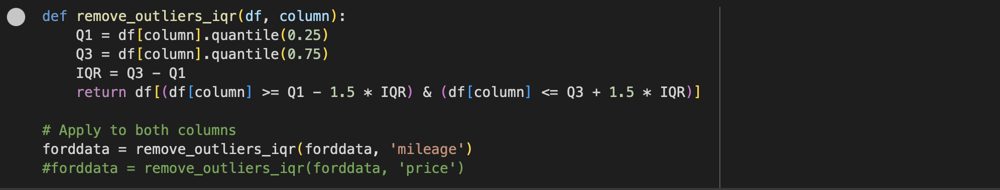 def remove_outliers_iqr(df, column):
    Q1 = df[column].quantile(0.25)
    Q3 = df[column].quantile(0.75)
    IQR = Q3 - Q1
    return df[(df[column] >= Q1 - 1.5 * IQR) & (df[column] <= Q3 + 1.5 * IQR)]
# Apply to both columns
forddata = remove_outliers_iqr(forddata, 'mileage')
#forddata = remove_outliers_iqr(forddata, 'price')